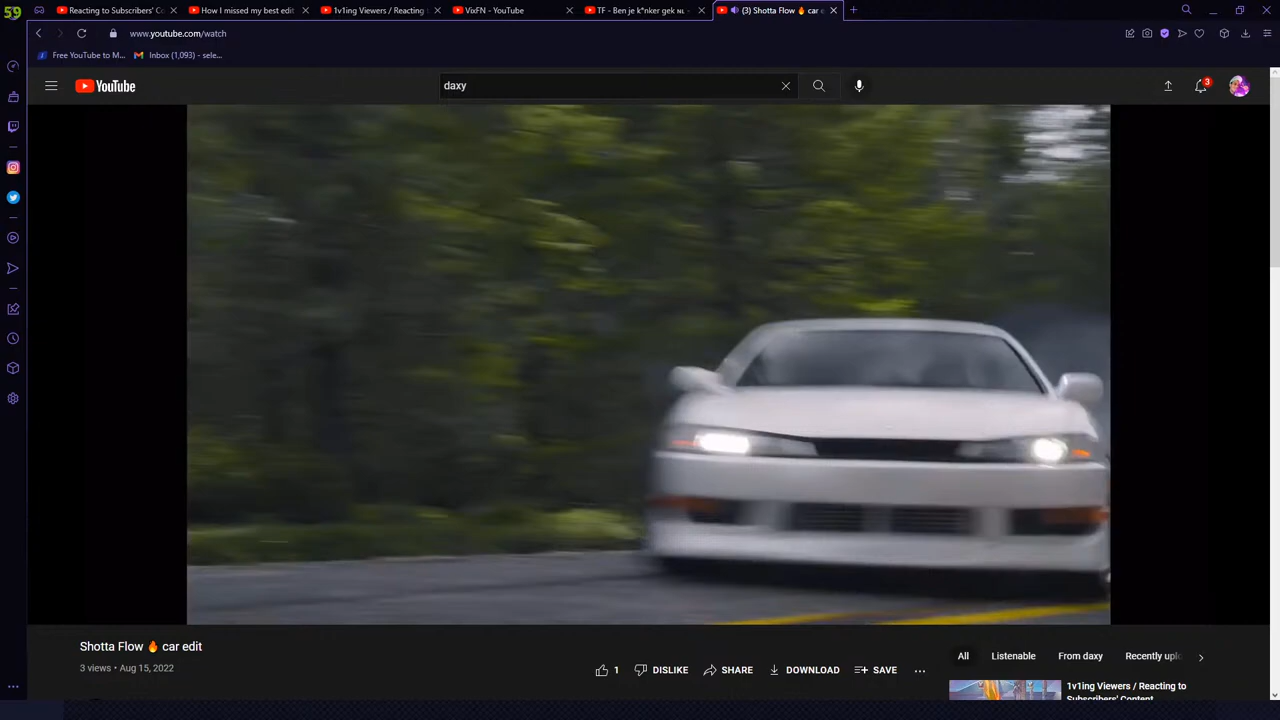 59
Reacting to Subscribers' Co
How I missed my best edit
1v1ing Viewers / Reacting
VixFN - YouTube
TF - Ben je k*nker gek NL -
(3) Shotta Flow 🔥 car e
www.youtube.com/watch
Free YouTube to M...
Inbox (1,093) - sele...
YouTube
daxy
3
Shotta Flow 🔥 car edit
3 views • Aug 15, 2022
1
DISLIKE
SHARE
DOWNLOAD
SAVE
All
Listenable
From daxy
Recently uplo
1v1ing Viewers / Reacting to
Subscribers' Content